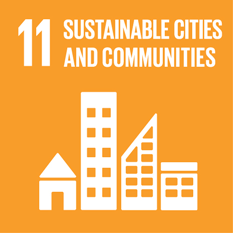 11 SUSTAINABLE CITIES
AND COMMUNITIES